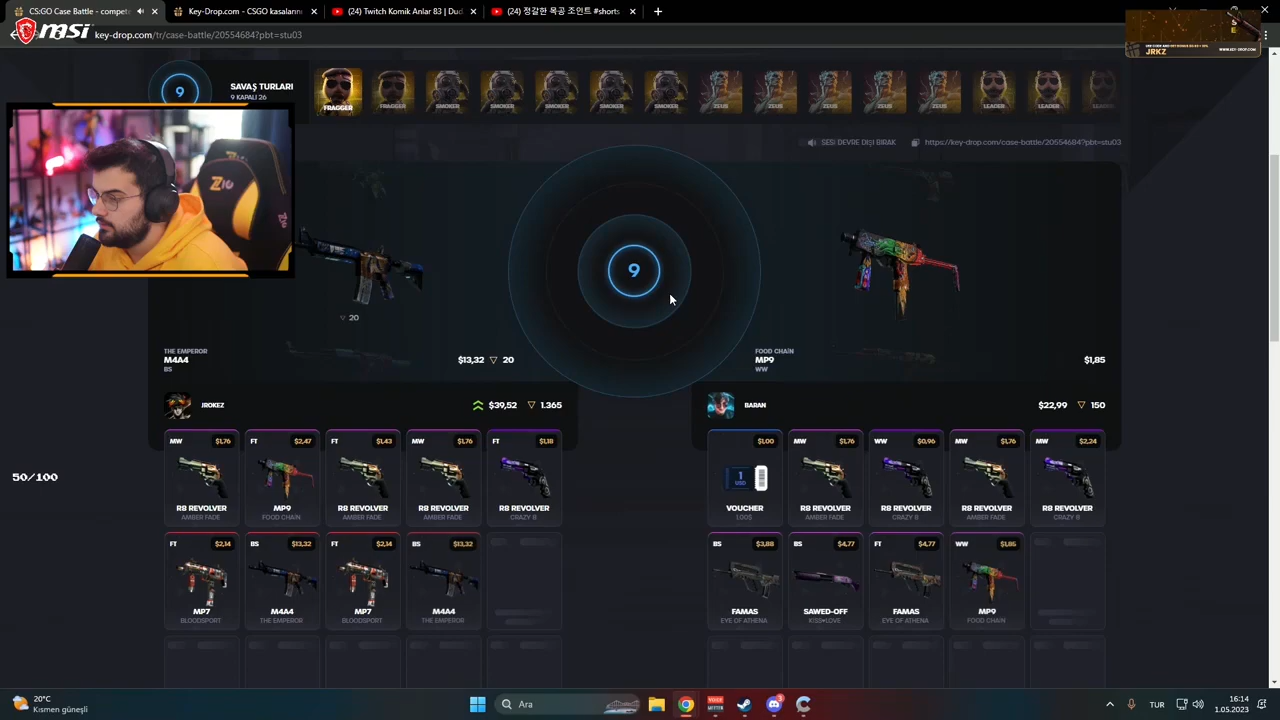 CS:GO Case Battle - compete
CS:GO - KeyDrop CSGO kasalarını
(24) Twitch Komik Anlar 83 | Dud
(24) 정갈한 목공 조인트 #shorts
msi
key-drop.com/tr/case-battle/20554684?pbt=stu03
JRKZ
WWW.KEY-DROP.COM
9
SAVAŞ TURLARI
9 KAPALI 26
FRAGGER
FRAGGER
SMOKER
SMOKER
SMOKER
SMOKER
SMOKER
ZEUS
ZEUS
ZEUS
ZEUS
ZEUS
LEADER
LEADER
SESİ DEVRE DIŞI BIRAK
https://key-drop.com/case-battle/20554684?pbt=stu03
9
20
THE EMPEROR
M4A4
BS
$13,32 20
FOOD CHAIN
MP9
WW
$1,85
JROKEZ
$39,52 1.365
BARAN
$22,99 150
50/100
MW $1,76
FT $2,47
FT $1,43
MW $1,76
FT $1,18
R8 REVOLVER
AMBER FADE
MP9
FOOD CHAIN
R8 REVOLVER
AMBER FADE
R8 REVOLVER
AMBER FADE
R8 REVOLVER
CRAZY 8
$1,00
MW $1,76
WW $0,96
MW $1,76
MW $2,24
VOUCHER
1.00$
R8 REVOLVER
AMBER FADE
R8 REVOLVER
CRAZY 8
R8 REVOLVER
AMBER FADE
R8 REVOLVER
CRAZY 8
FT $2,14
BS $13,32
FT $2,14
BS $13,32
MP7
BLOODSPORT
M4A4
THE EMPEROR
MP7
BLOODSPORT
M4A4
THE EMPEROR
BS $3,88
BS $4,77
FT $4,77
WW $1,85
FAMAS
EYE OF ATHENA
SAWED-OFF
KISS♥LOVE
FAMAS
EYE OF ATHENA
MP9
FOOD CHAIN
20°C
Kısmen güneşli
Ara
TUR
16:14
1.05.2023